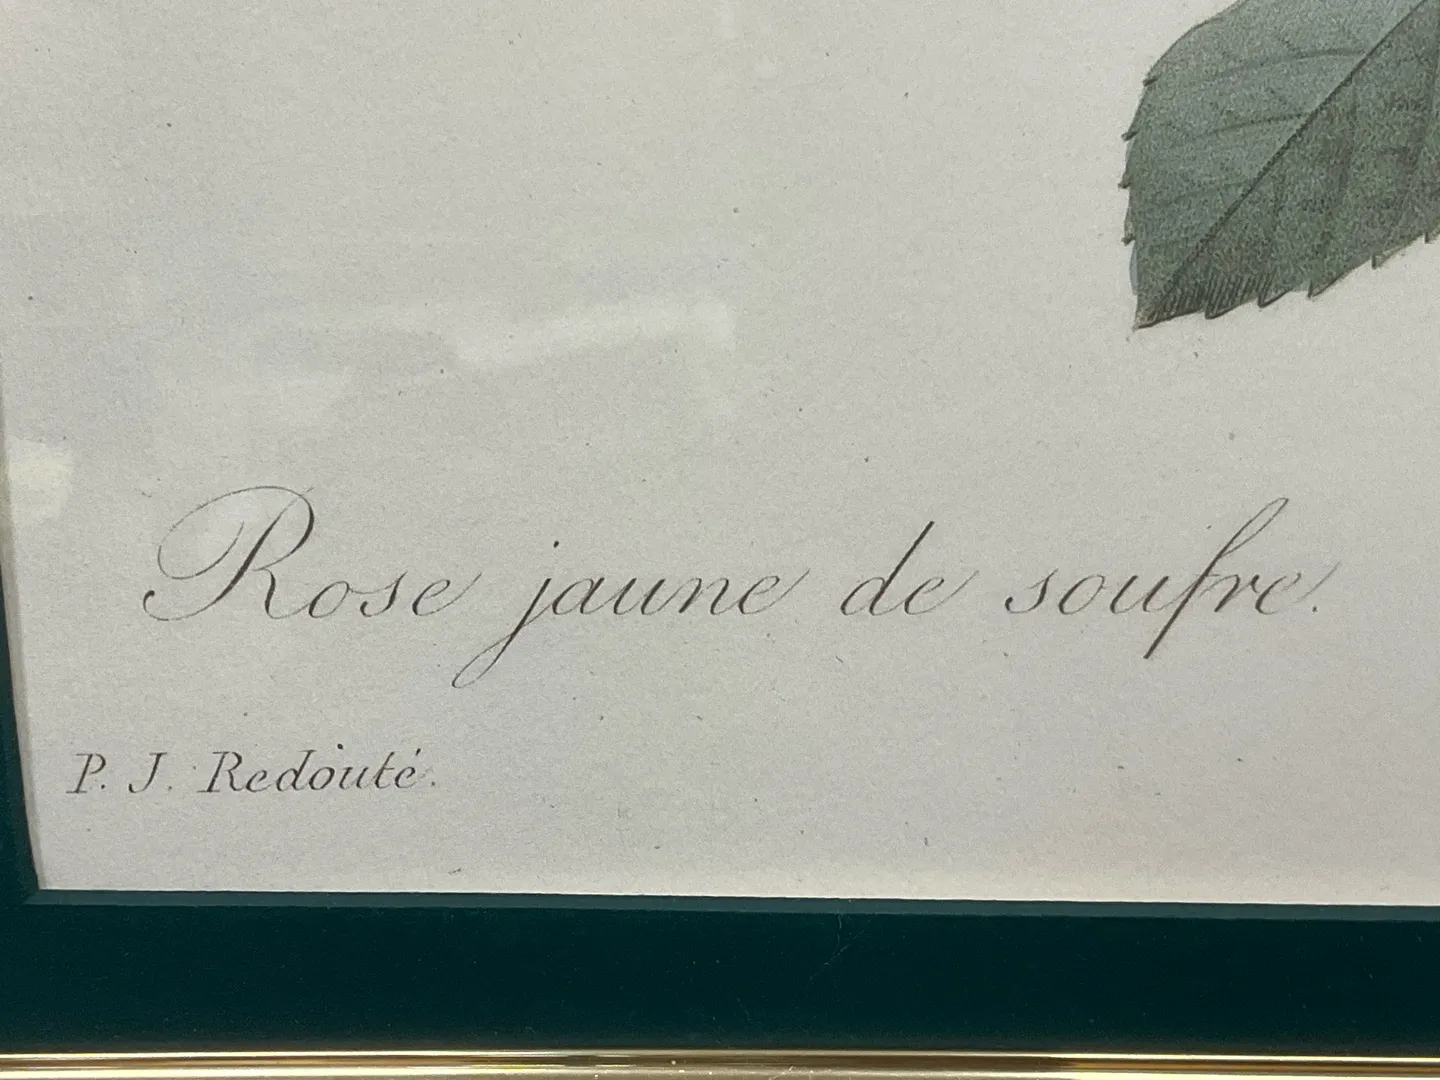 Rose jaune de soufre.
P. J. Redouté.